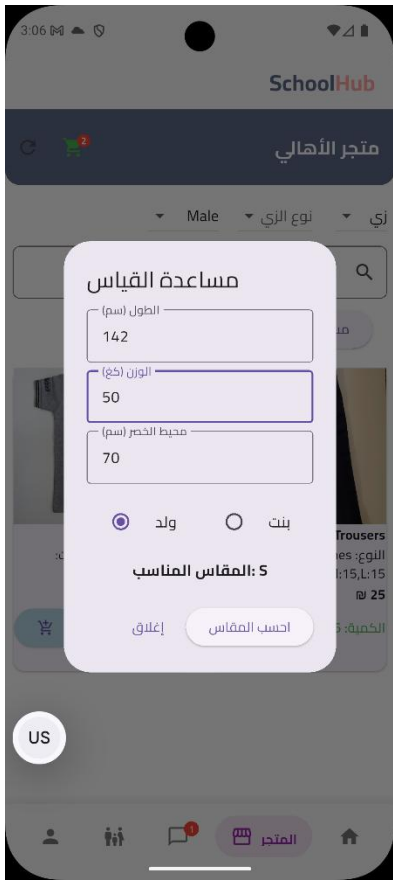 3:06
SchoolHub
متجر الأهالي
2
زي
نوع الزي
Male
مساعدة القياس
الطول (سم)
142
الوزن (كغ)
50
محيط الخصر (سم)
70
بنت
ولد
S :المقاس المناسب
احسب المقاس
إغلاق
Trousers
النوع:
L:15
₪ 25
الكمية:
US
المتجر
1